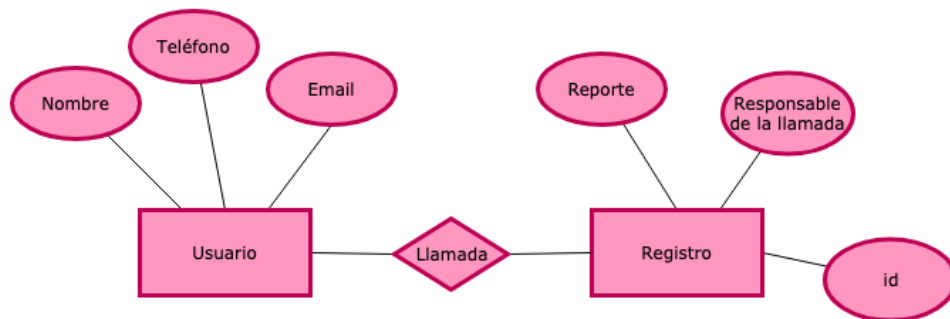 Teléfono
Nombre
Email
Reporte
Responsable
de la llamada
Usuario
Llamada
Registro
id